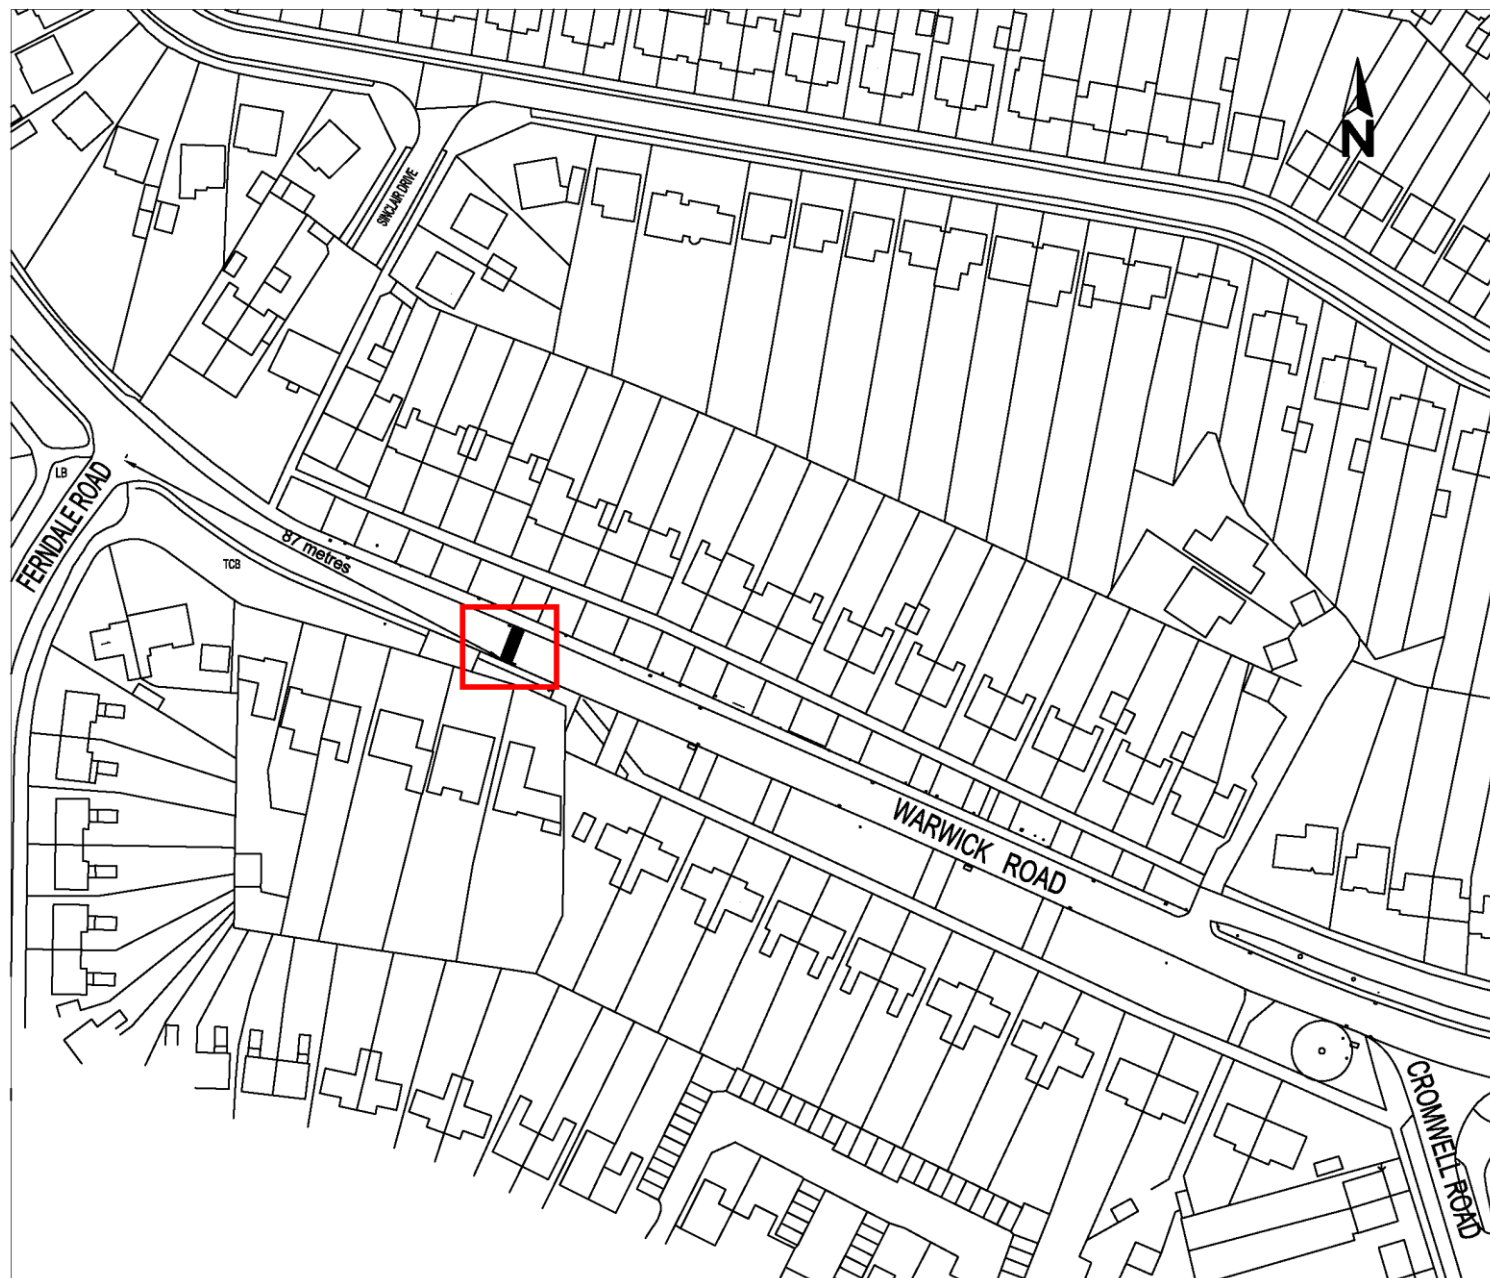 N
SINCLAIR DRIVE
LB
FERNDALE ROAD
87 metres
TCB
WARWICK ROAD
CROMWELL ROAD